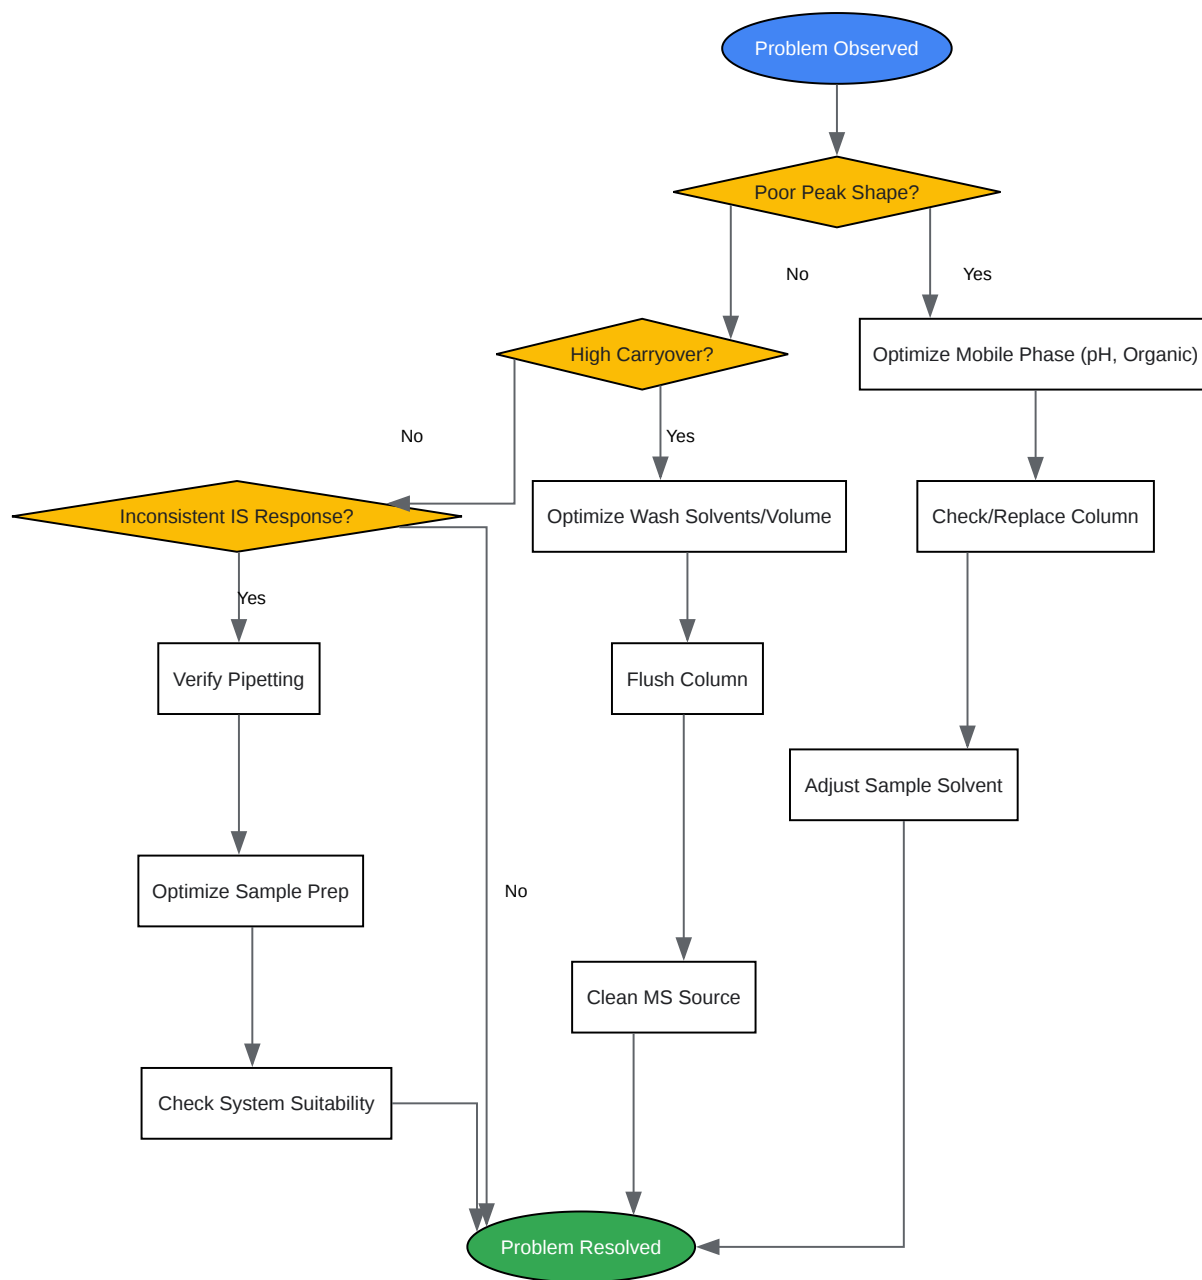 Problem Observed
Poor Peak Shape?
No
Yes
High Carryover?
Optimize Mobile Phase (pH, Organic)
No
Yes
Inconsistent IS Response?
Optimize Wash Solvents/Volume
Check/Replace Column
Yes
Verify Pipetting
Flush Column
Adjust Sample Solvent
Optimize Sample Prep
No
Clean MS Source
Check System Suitability
Problem Resolved